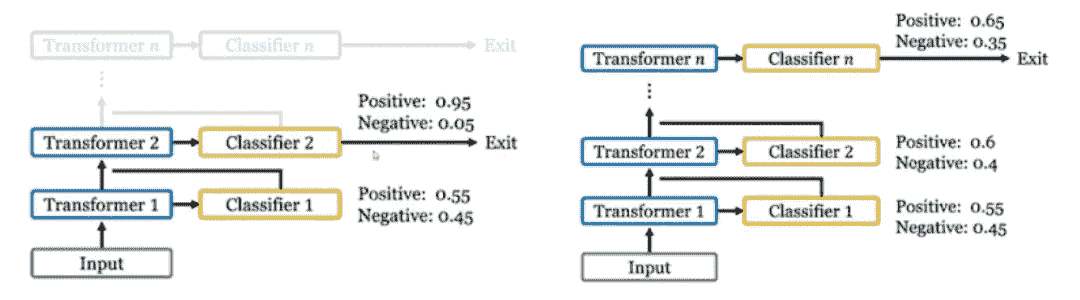 Transformer n
Classifier n
Exit
⋮
Positive: 0.95
Negative: 0.05
Transformer 2
Classifier 2
Exit
Positive: 0.55
Negative: 0.45
Transformer 1
Classifier 1
Input
Positive: 0.65
Negative: 0.35
Transformer n
Classifier n
Exit
⋮
Transformer 2
Classifier 2
Positive: 0.6
Negative: 0.4
Transformer 1
Classifier 1
Positive: 0.55
Negative: 0.45
Input